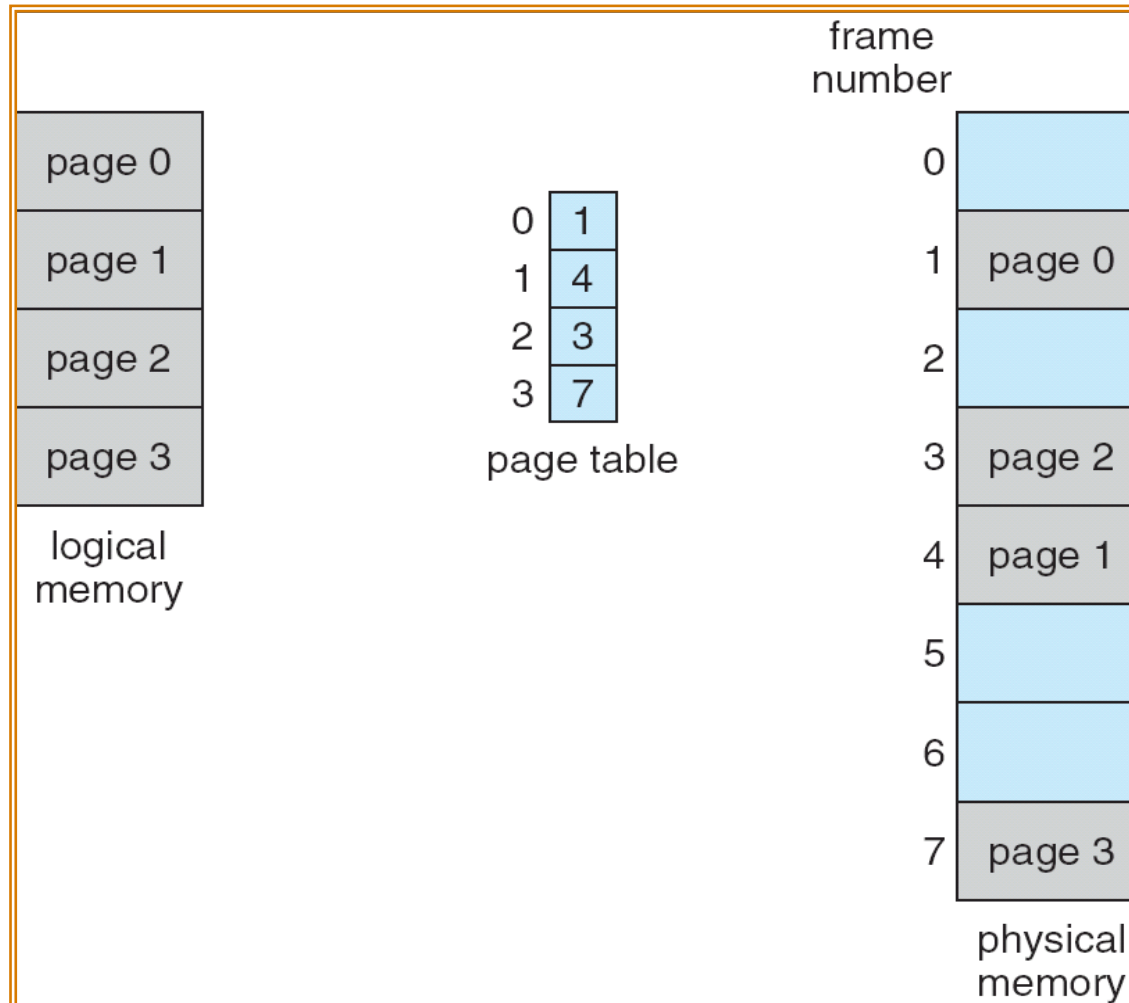 page 0
page 1
page 2
page 3
logical
memory
0 1
1 4
2 3
3 7
page table
frame
number
0
1 page 0
2
3 page 2
4 page 1
5
6
7 page 3
physical
memory